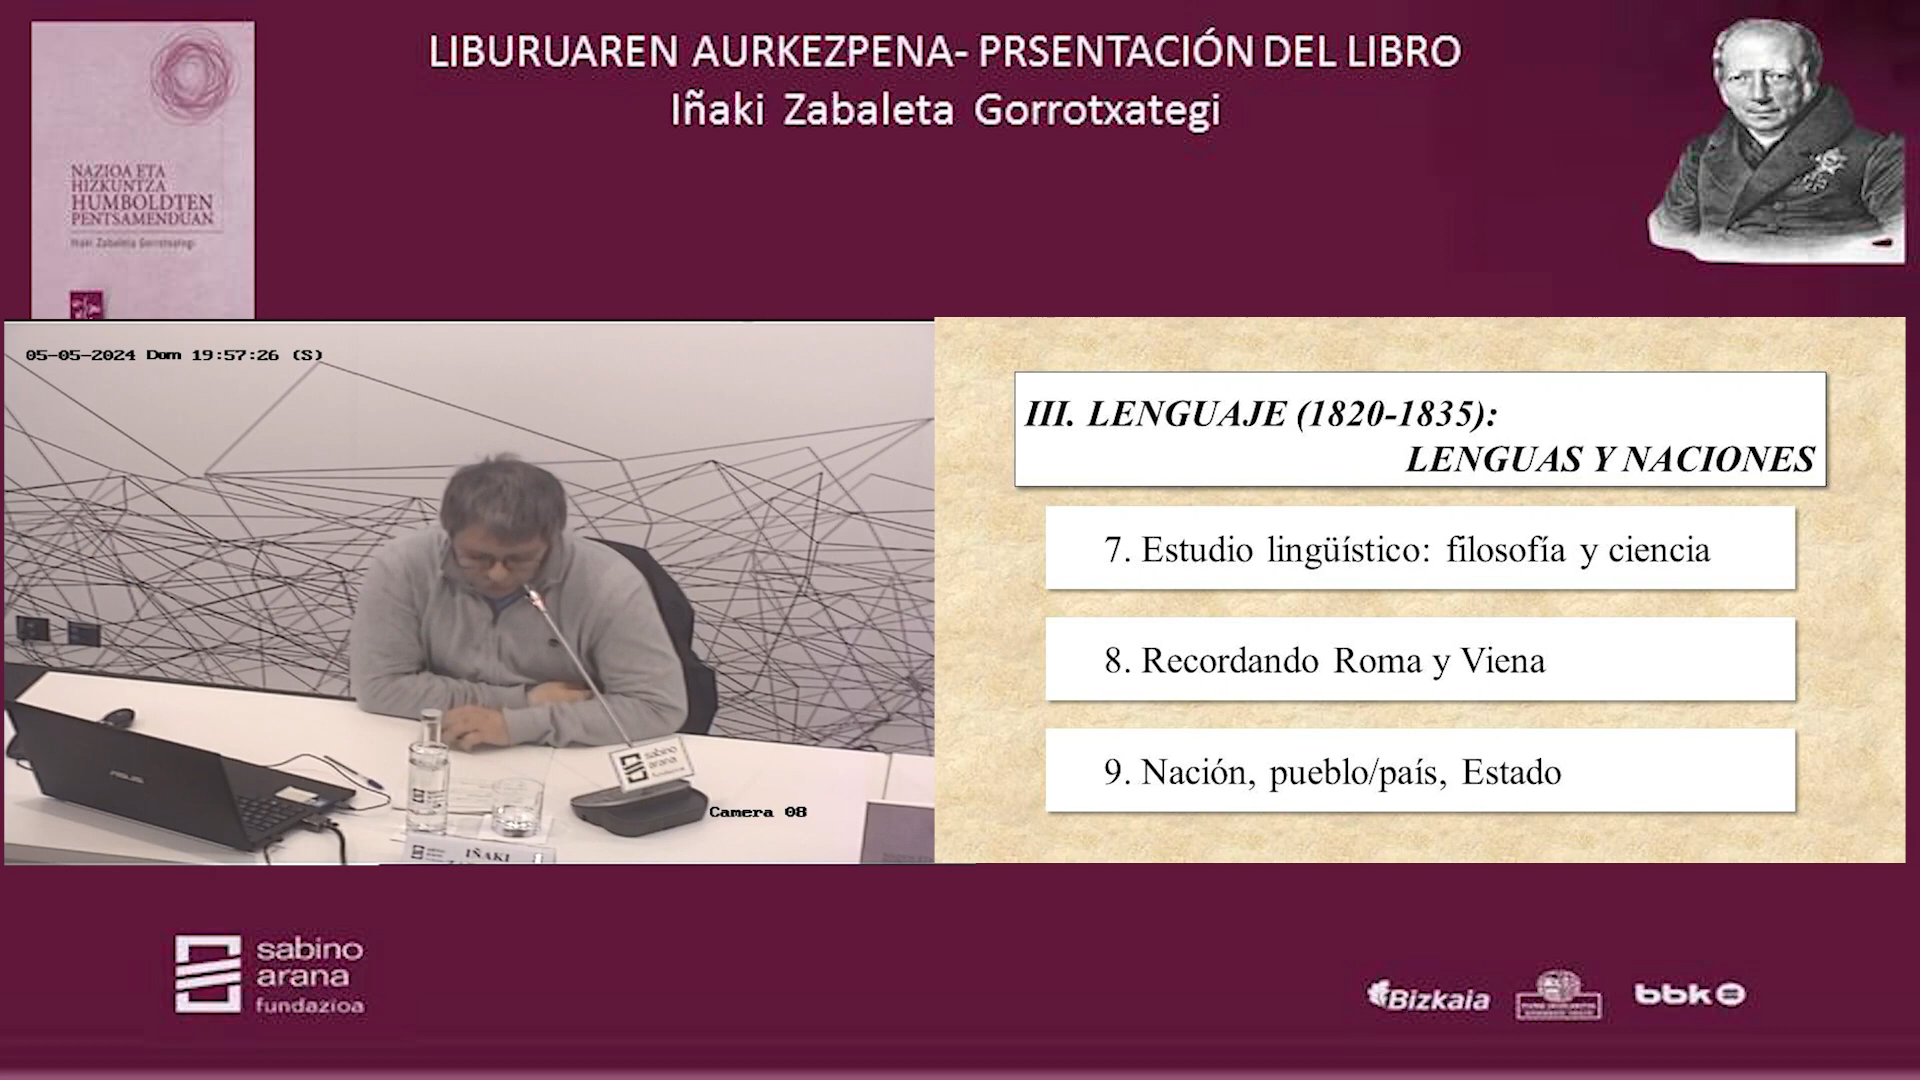 LIBURUAREN AURKEZPENA- PRSENTACIÓN DEL LIBRO
Iñaki Zabaleta Gorrotxategi
NAZIOA ETA
HIZKUNTZA
HUMBOLDTEN
PENTSAMENDUAN
Iñaki Zabaleta Gorrotxategi
05-05-2024 Dom 19:57:26 (S)
III. LENGUAJE (1820-1835):
LENGUAS Y NACIONES
7. Estudio lingüístico: filosofía y ciencia
8. Recordando Roma y Viena
9. Nación, pueblo/país, Estado
ASUS
sabino
arana
fundazioa
Camera 08
IÑAKI
sabino
arana
fundazioa
Bizkaia
bbk